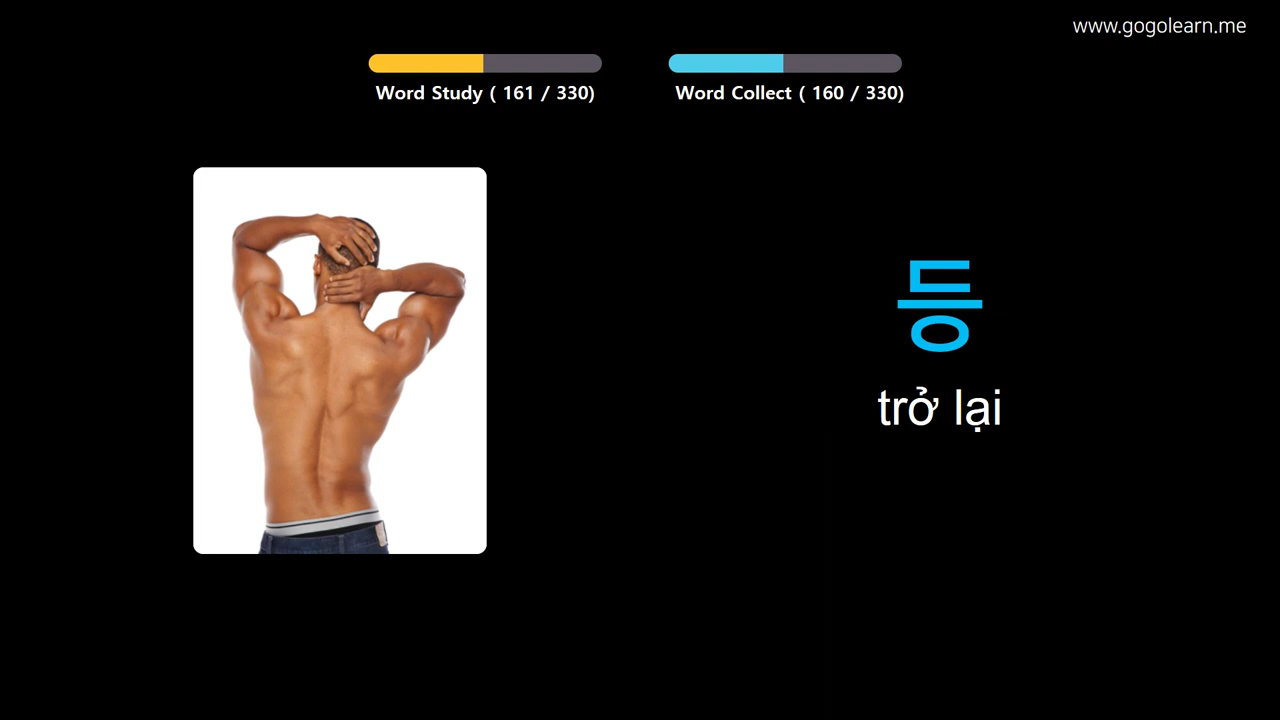 www.gogolearn.me
Word Study ( 161 / 330)
Word Collect ( 160 / 330)
등
trở lại